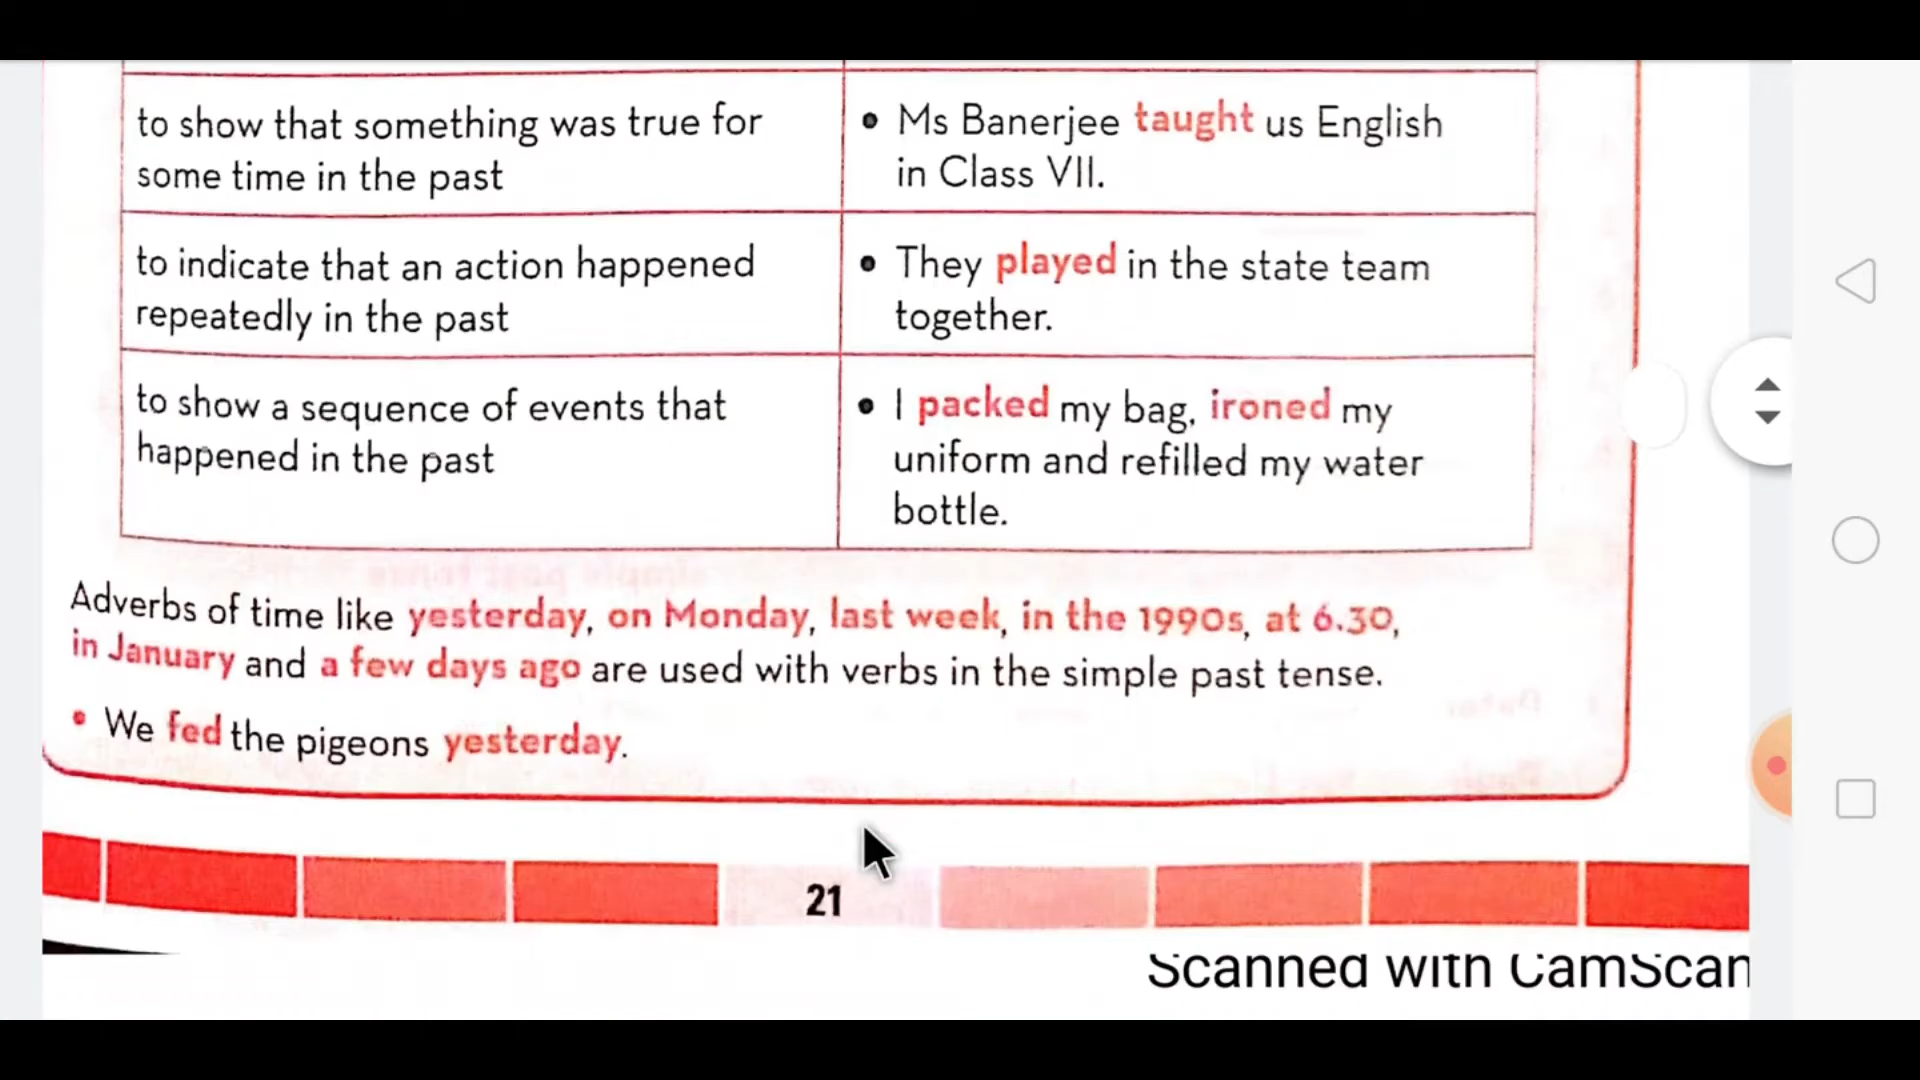 to show that something was true for
some time in the past
• Ms Banerjee taught us English
in Class VII.
to indicate that an action happened
repeatedly in the past
• They played in the state team
together.
to show a sequence of events that
happened in the past
• I packed my bag, ironed my
uniform and refilled my water
bottle.
Adverbs of time like yesterday, on Monday, last week, in the 1990s, at 6.30,
in January and a few days ago are used with verbs in the simple past tense.
• We fed the pigeons yesterday.
21
Scanned with CamScan